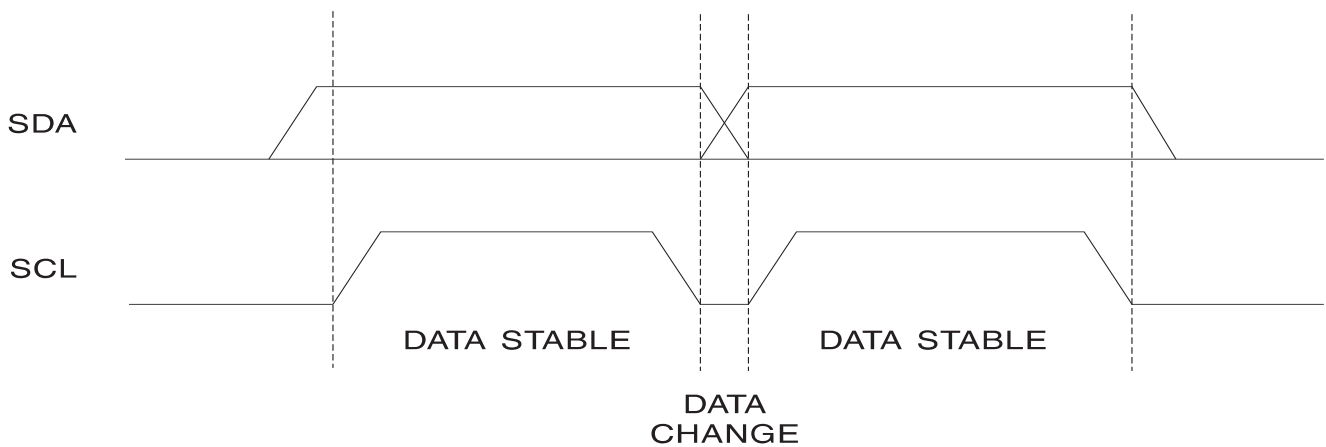 SDA
SCL
DATA STABLE
DATA STABLE
DATA
CHANGE